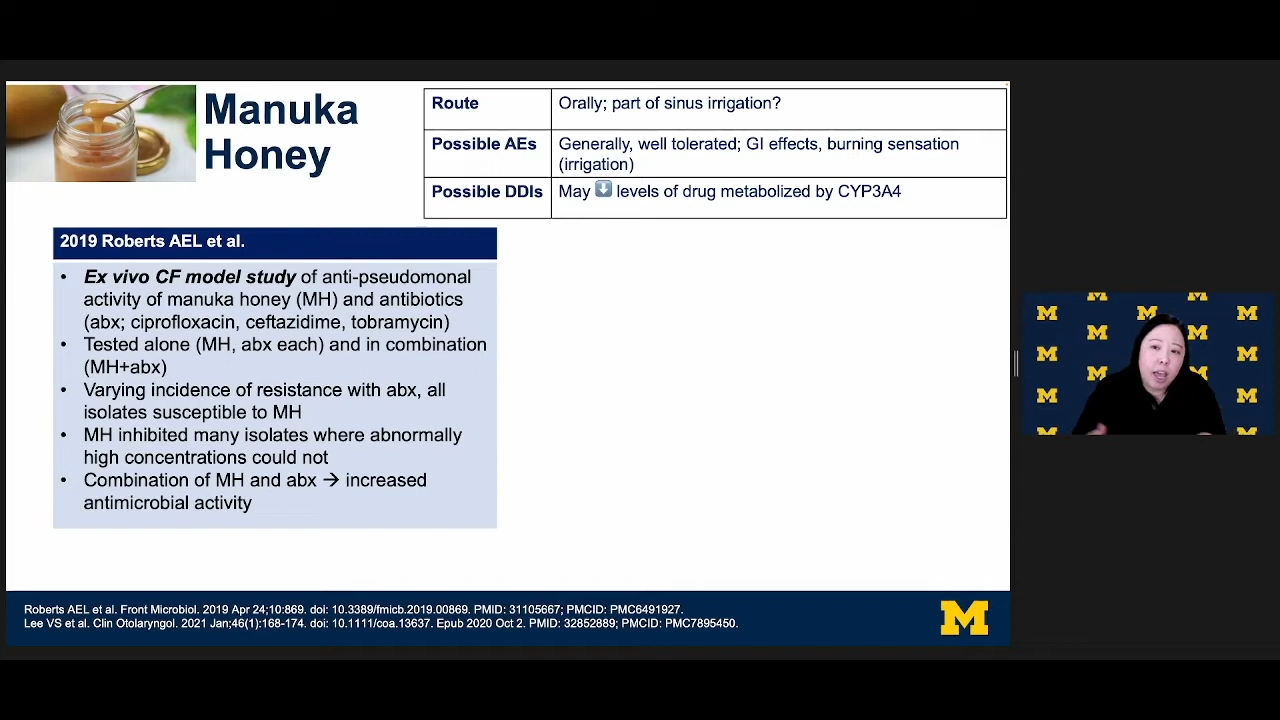 Manuka
Honey
Route
Orally; part of sinus irrigation?
Possible AEs
Generally, well tolerated; GI effects, burning sensation
(irrigation)
Possible DDIs
May ⬇ levels of drug metabolized by CYP3A4
2019 Roberts AEL et al.
• Ex vivo CF model study of anti-pseudomonal
activity of manuka honey (MH) and antibiotics
(abx; ciprofloxacin, ceftazidime, tobramycin)
• Tested alone (MH, abx each) and in combination
(MH+abx)
• Varying incidence of resistance with abx, all
isolates susceptible to MH
• MH inhibited many isolates where abnormally
high concentrations could not
• Combination of MH and abx → increased
antimicrobial activity
Roberts AEL et al. Front Microbiol. 2019 Apr 24;10:869. doi: 10.3389/fmicb.2019.00869. PMID: 31105667; PMCID: PMC6491927.
Lee VS et al. Clin Otolaryngol. 2021 Jan;46(1):168-174. doi: 10.1111/coa.13637. Epub 2020 Oct 2. PMID: 32852889; PMCID: PMC7895450.
M
M M
M M M
M M
M M
M M
M M
M M